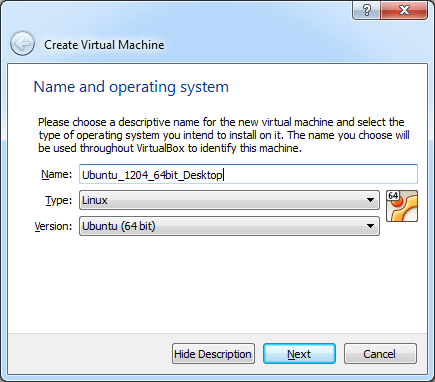 ?
Create Virtual Machine
Name and operating system
Please choose a descriptive name for the new virtual machine and select the
type of operating system you intend to install on it. The name you choose will
be used throughout VirtualBox to identify this machine.
Name: Ubuntu_1204_64bit_Desktop
Type: Linux
64
Version: Ubuntu (64 bit)
Hide Description Next Cancel